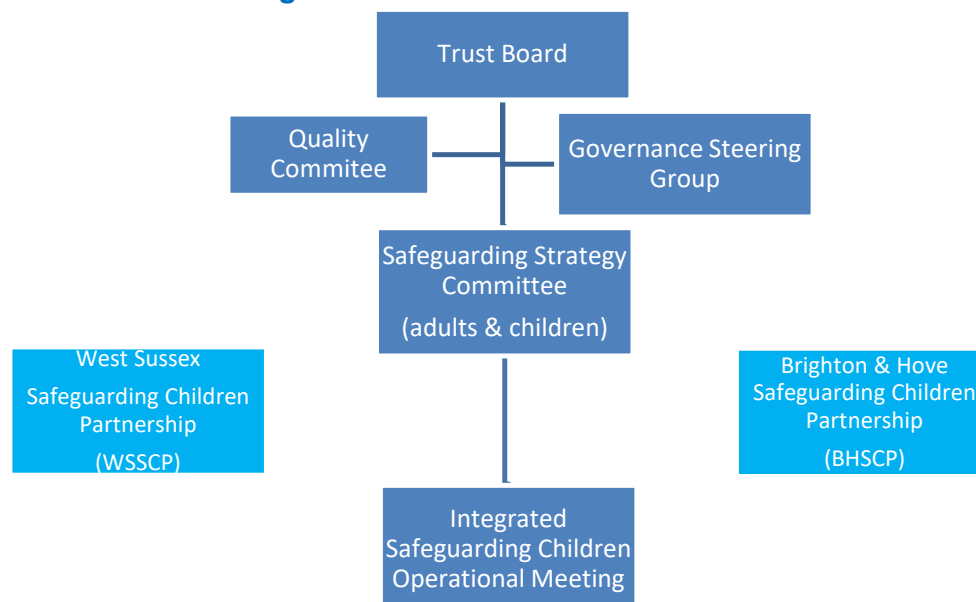 Trust Board
Quality
Commitee
Governance Steering
Group
Safeguarding Strategy
Committee
(adults & children)
West Sussex
Safeguarding Children
Partnership
(WSSCP)
Brighton & Hove
Safeguarding Children
Partnership
(BHSCP)
Integrated
Safeguarding Children
Operational Meeting